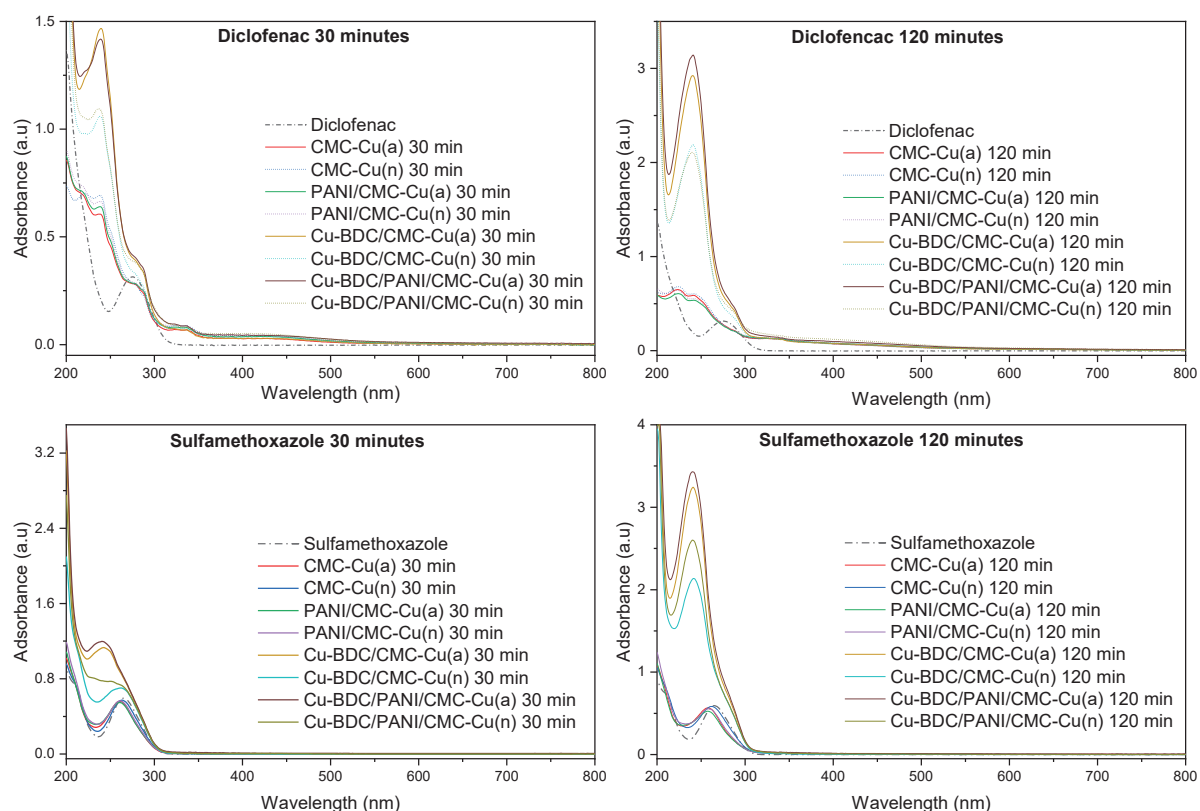 Diclofenac 30 minutes
Adsorbance (a.u)
1.5
1.0
0.5
0.0
Diclofenac
CMC-Cu(a) 30 min
CMC-Cu(n) 30 min
PANI/CMC-Cu(a) 30 min
PANI/CMC-Cu(n) 30 min
Cu-BDC/CMC-Cu(a) 30 min
Cu-BDC/CMC-Cu(n) 30 min
Cu-BDC/PANI/CMC-Cu(a) 30 min
Cu-BDC/PANI/CMC-Cu(n) 30 min
200 300 400 500 600 700 800
Wavelength (nm)
Diclofencac 120 minutes
Adsorbance (a.u)
3
2
1
0
Diclofenac
CMC-Cu(a) 120 min
CMC-Cu(n) 120 min
PANI/CMC-Cu(a) 120 min
PANI/CMC-Cu(n) 120 min
Cu-BDC/CMC-Cu(a) 120 min
Cu-BDC/CMC-Cu(n) 120 min
Cu-BDC/PANI/CMC-Cu(a) 120 min
Cu-BDC/PANI/CMC-Cu(n) 120 min
200 300 400 500 600 700 800
Wavelength (nm)
Sulfamethoxazole 30 minutes
Absorbance (a.u)
3.2
2.4
1.6
0.8
0.0
Sulfamethoxazole
CMC-Cu(a) 30 min
CMC-Cu(n) 30 min
PANI/CMC-Cu(a) 30 min
PANI/CMC-Cu(n) 30 min
Cu-BDC/CMC-Cu(a) 30 min
Cu-BDC/CMC-Cu(n) 30 min
Cu-BDC/PANI/CMC-Cu(a) 30 min
Cu-BDC/PANI/CMC-Cu(n) 30 min
200 300 400 500 600 700 800
Wavelength (nm)
Sulfamethoxazole 120 minutes
Absorbance (a.u)
4
3
2
1
0
Sulfamethoxazole
CMC-Cu(a) 120 min
CMC-Cu(n) 120 min
PANI/CMC-Cu(a) 120 min
PANI/CMC-Cu(n) 120 min
Cu-BDC/CMC-Cu(a) 120 min
Cu-BDC/CMC-Cu(n) 120 min
Cu-BDC/PANI/CMC-Cu(a) 120 min
Cu-BDC/PANI/CMC-Cu(n) 120 min
200 300 400 500 600 700 800
Wavelength (nm)